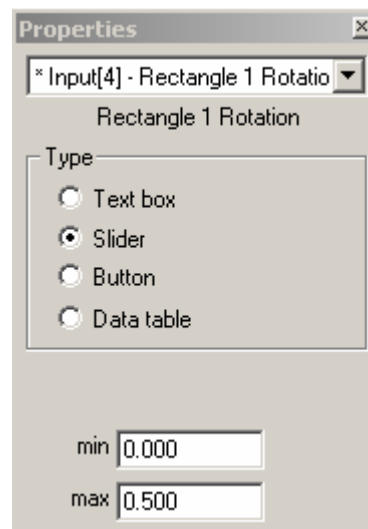 Properties
* Input[4] - Rectangle 1 Rotatio
Rectangle 1 Rotation
Type
Text box
Slider
Button
Data table
min 0.000
max 0.500